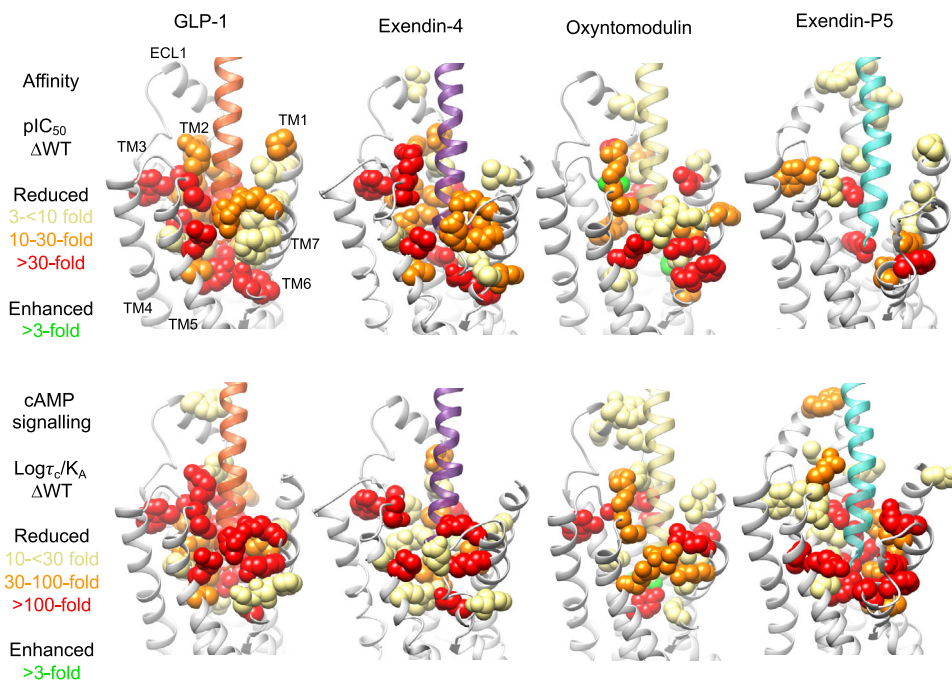 GLP-1
Exendin-4
Oxyntomodulin
Exendin-P5
ECL1
Affinity
pIC50
ΔWT
TM1
TM2
TM3
Reduced
3-<10 fold
10-30-fold
>30-fold
TM7
TM6
Enhanced
>3-fold
TM4
TM5
cAMP
signalling
Logτc/KA
ΔWT
Reduced
10-<30 fold
30-100-fold
>100-fold
Enhanced
>3-fold